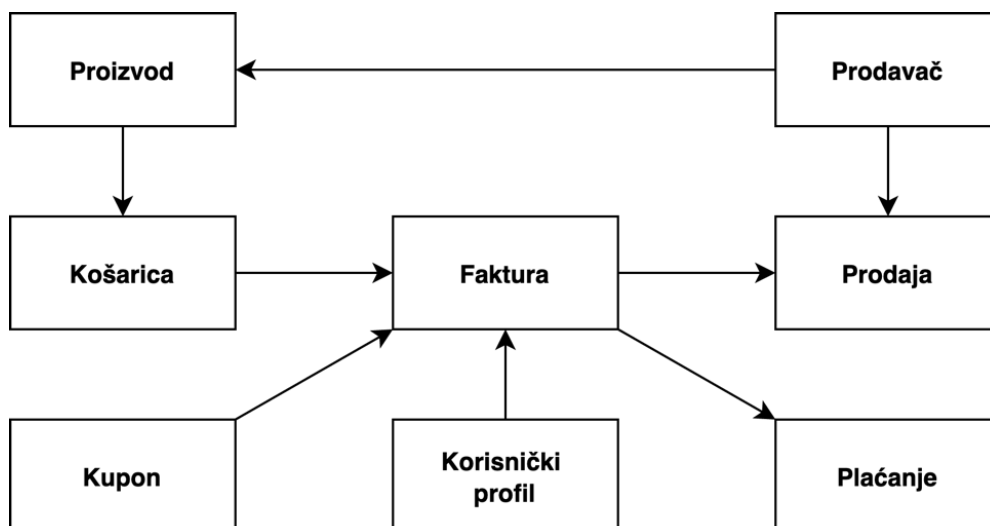 Proizvod
Prodavač
Košarica
Faktura
Prodaja
Kupon
Korisnički
profil
Plaćanje